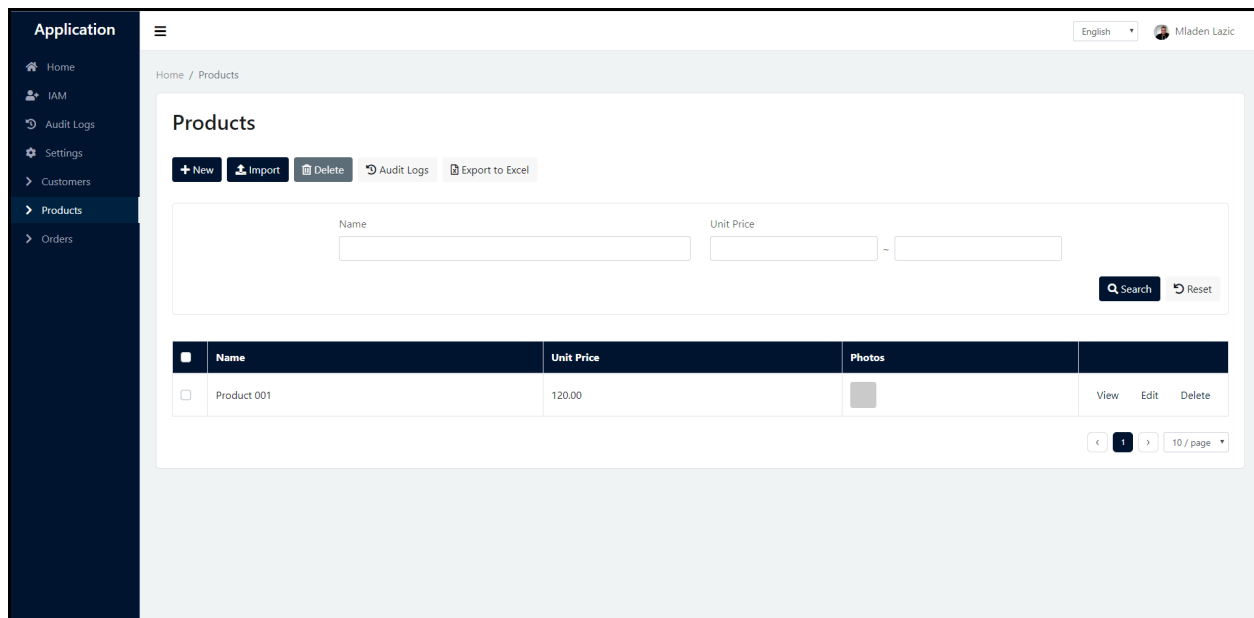 Application
English
Mladen Lazic
Home
IAM
Audit Logs
Settings
Customers
Products
Orders
Home / Products
Products
New Import Delete Audit Logs Export to Excel
Name Unit Price
~
Search Reset
Name Unit Price Photos
Product 001 120.00 View Edit Delete
‹ 1 › 10 / page